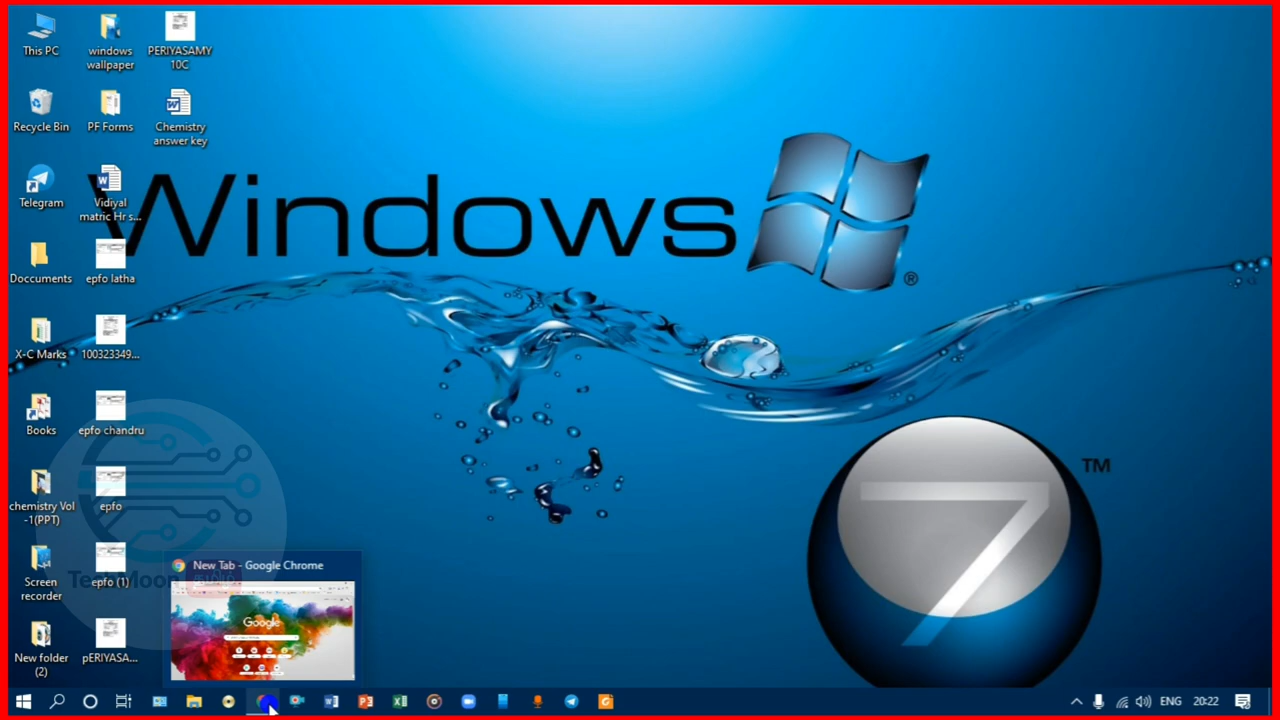 This PC
windows
wallpaper
PERIYASAMY
10C
Recycle Bin
PF Forms
Chemistry
answer key
Telegram
Vidiyal
matric Hr s...
Windows
®
Doccuments
epfo latha
X-C Marks
100323349...
Books
epfo chandru
7
TM
chemistry Vol
-1(PPT)
epfo
Screen
recorder
TechMoon
epfo (1)
New Tab - Google Chrome
Google
New folder
(2)
pERIYASA...
ENG
20:22